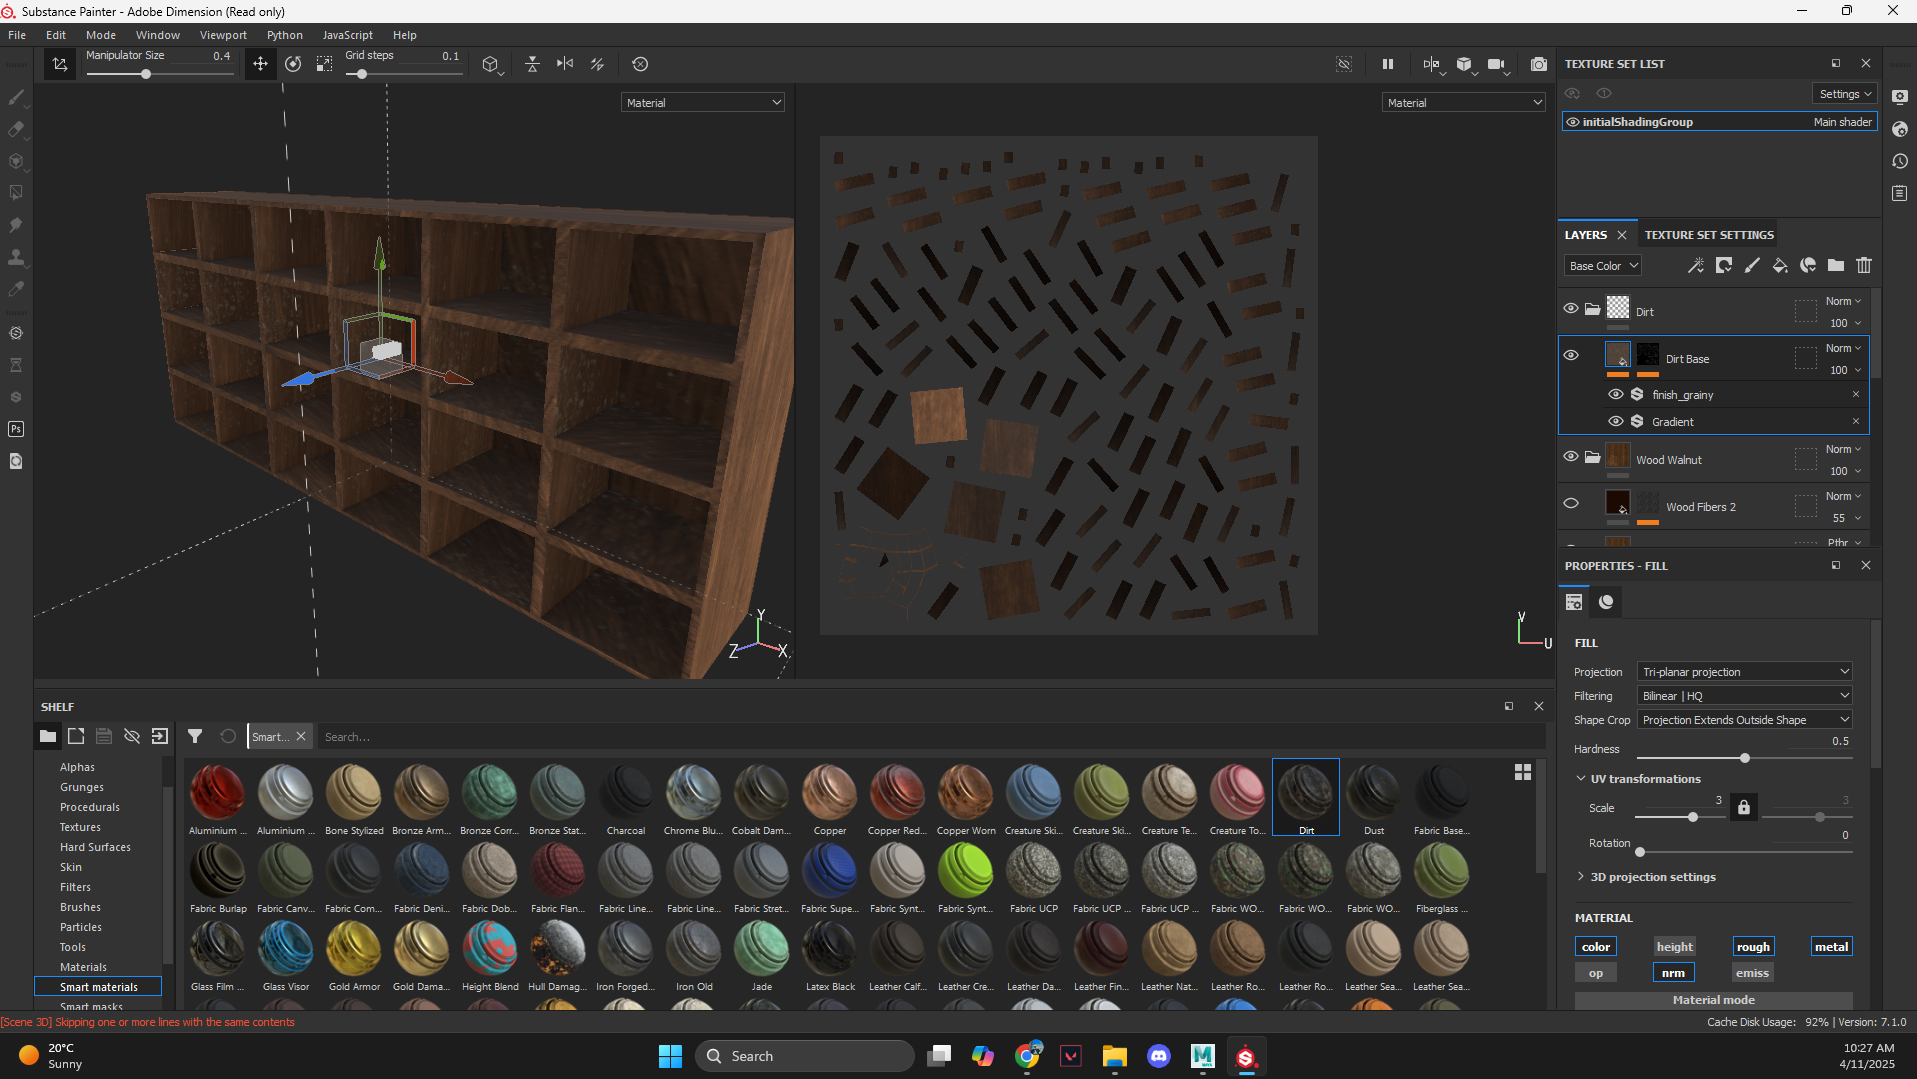 Substance Painter - Adobe Dimension (Read only)
File Edit Mode Window Viewport Python JavaScript Help
Manipulator Size 0.4
Grid steps 0.1
Material
Material
Y
Z
X
V
U
TEXTURE SET LIST
Settings
initialShadingGroup Main shader
LAYERS TEXTURE SET SETTINGS
Base Color
Dirt Norm 100
Dirt Base Norm 100
finish_grainy
Gradient
Wood Walnut Norm 100
Wood Fibers 2 Norm 55
Pthr
PROPERTIES - FILL
FILL
Projection Tri-planar projection
Filtering Bilinear | HQ
Shape Crop Projection Extends Outside Shape
Hardness 0.5
UV transformations
Scale 3 3
Rotation 0
3D projection settings
MATERIAL
color height rough metal
op nrm emiss
Material mode
SHELF
Smart... Search...
Alphas
Grunges
Procedurals
Textures
Hard Surfaces
Skin
Filters
Brushes
Particles
Tools
Materials
Smart materials
Smart masks
Aluminium ... Aluminium ... Bone Stylized Bronze Arm... Bronze Corr... Bronze Stat... Charcoal Chrome Blu... Cobalt Dam... Copper Copper Red... Copper Worn Creature Ski... Creature Ski... Creature Te... Creature To... Dirt Dust Fabric Base...
Fabric Burlap Fabric Canv... Fabric Com... Fabric Deni... Fabric Dob... Fabric Flan... Fabric Line... Fabric Line... Fabric Stret... Fabric Supe... Fabric Synt... Fabric Synt... Fabric UCP Fabric UCP ... Fabric UCP ... Fabric WO... Fabric WO... Fabric WO... Fiberglass ...
Glass Film ... Glass Visor Gold Armor Gold Dama... Height Blend Hull Damag... Iron Forged... Iron Old Jade Latex Black Leather Calf... Leather Cre... Leather Da... Leather Fin... Leather Nat... Leather Ro... Leather Ro... Leather Sea... Leather Sea...
[Scene 3D] Skipping one or more lines with the same contents
Cache Disk Usage: 92% | Version: 7.1.0
Ps
20°C
Sunny
Search
10:27 AM
4/11/2025